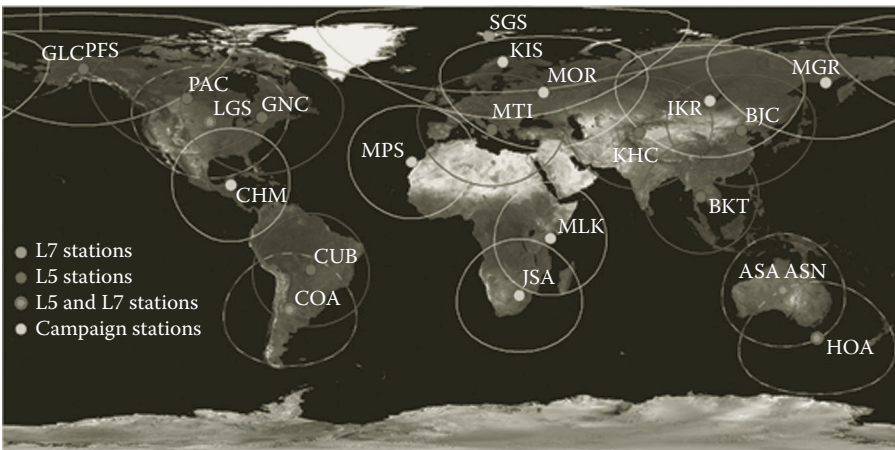 SGS
GLC PFS
KIS
MGR
PAC
MOR
LGS
GNC
MTI
IKR
BJC
MPS
KHC
CHM
BKT
MLK
L7 stations
CUB
L5 stations
JSA
ASA ASN
COA
L5 and L7 stations
Campaign stations
HOA